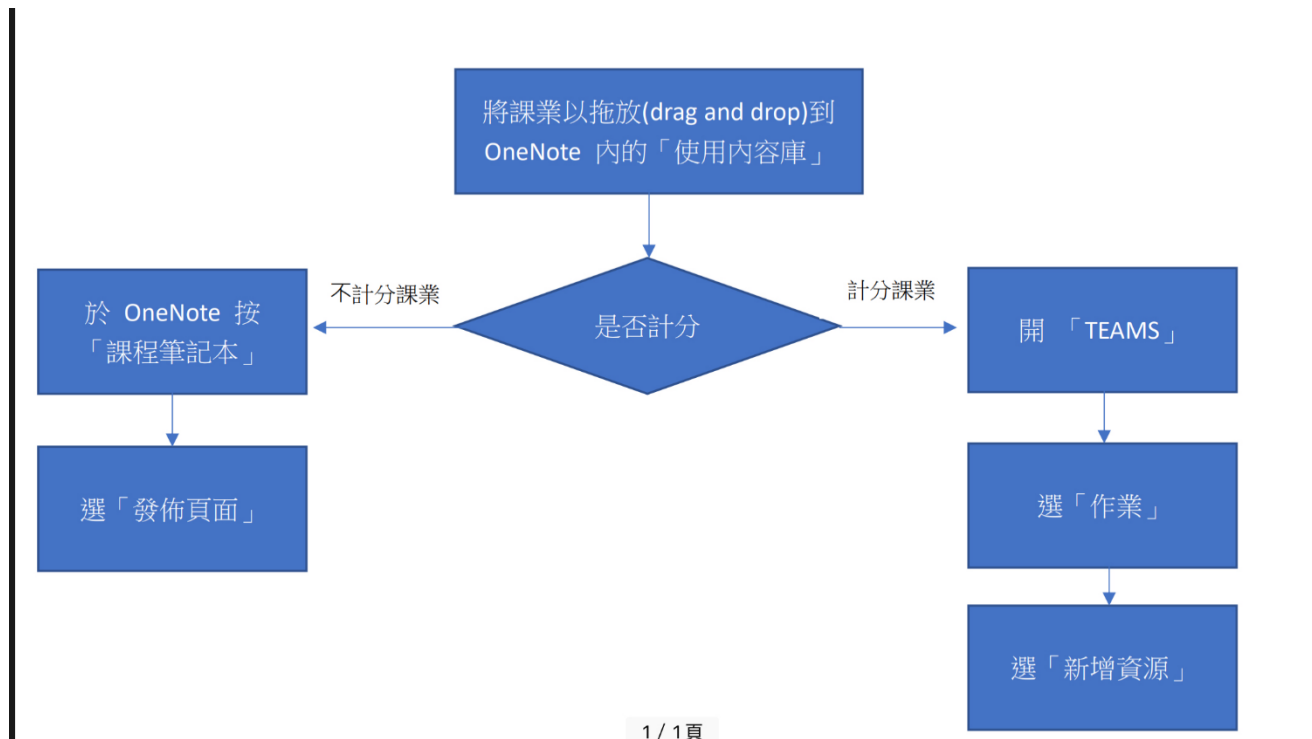 將課業以拖放(drag and drop)到
OneNote 內的「使用內容庫」
不計分課業
計分課業
於 OneNote 按
「課程筆記本」
是否計分
開 「TEAMS」
選「發佈頁面」
選「作業」
選「新增資源」
1 / 1頁